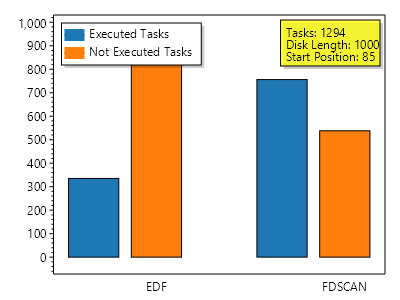 1,000
900
800
700
600
500
400
300
200
100
0
Executed Tasks
Not Executed Tasks
Tasks: 1294
Disk Length: 1000
Start Position: 85
EDF
FDSCAN